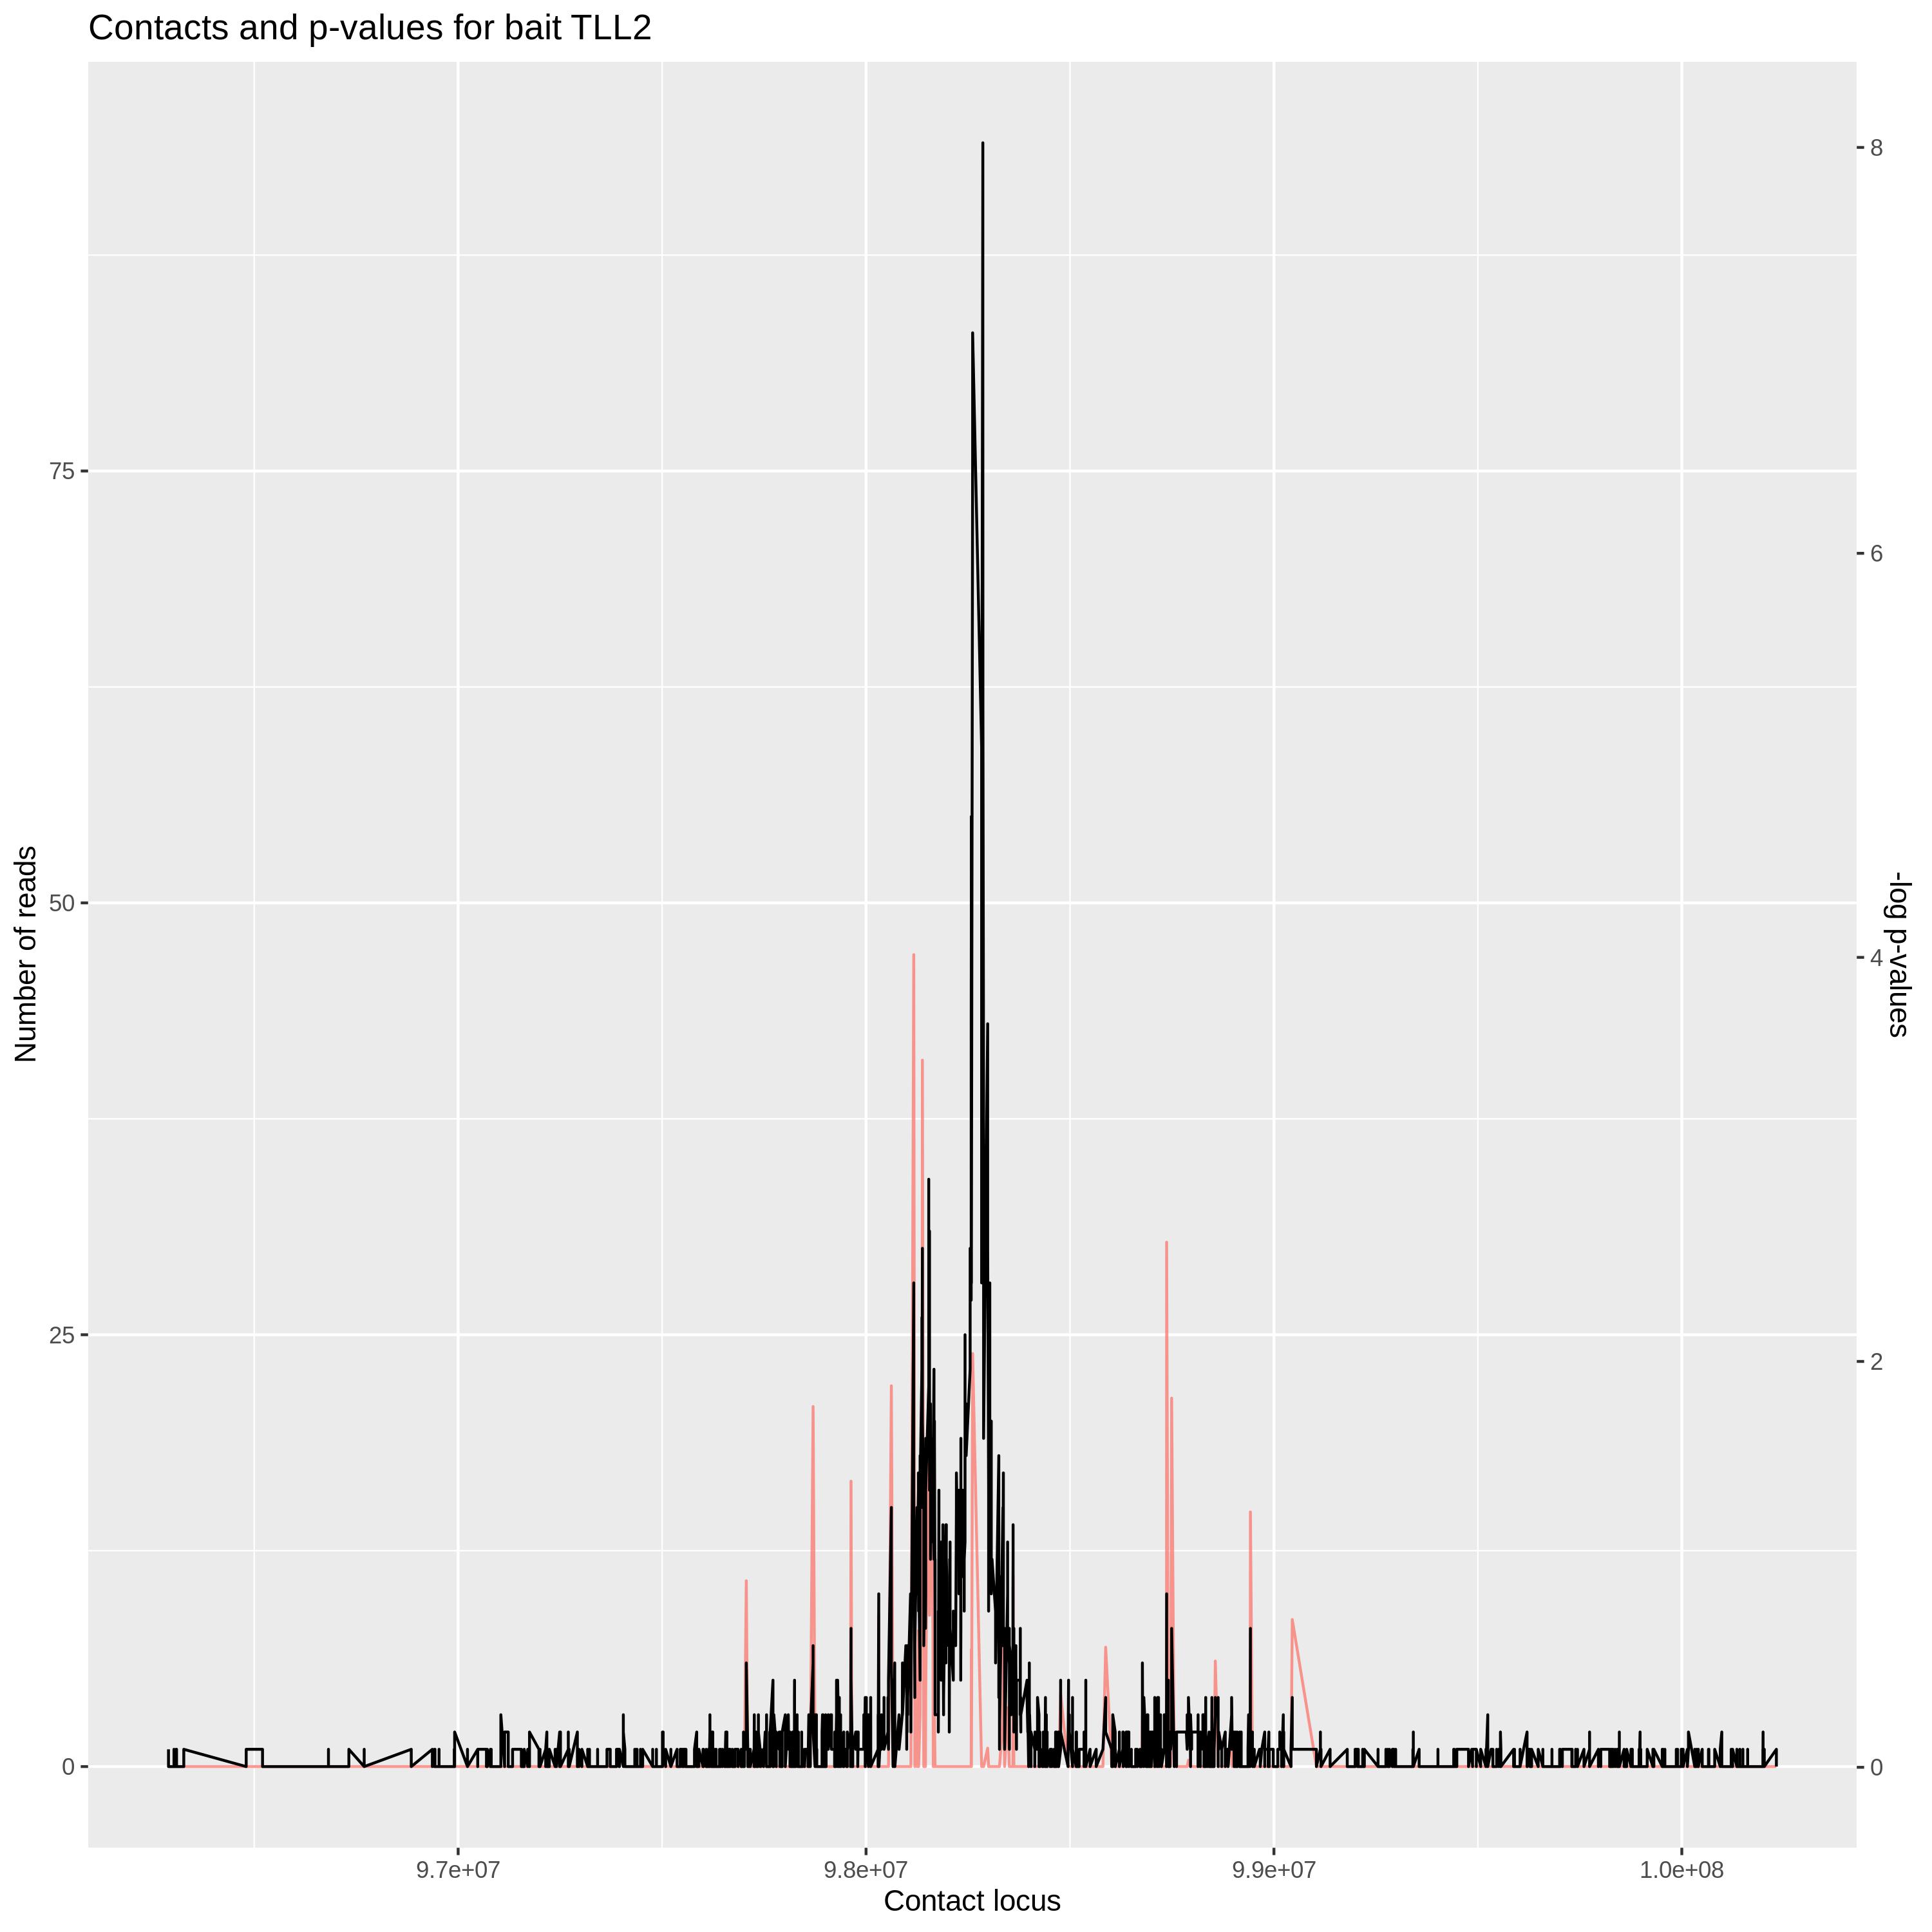 Contacts and p-values for bait TLL2
Number of reads
75
50
25
0
8
6
4
2
0
-log p-values
9.7e+07
9.8e+07
9.9e+07
1.0e+08
Contact locus